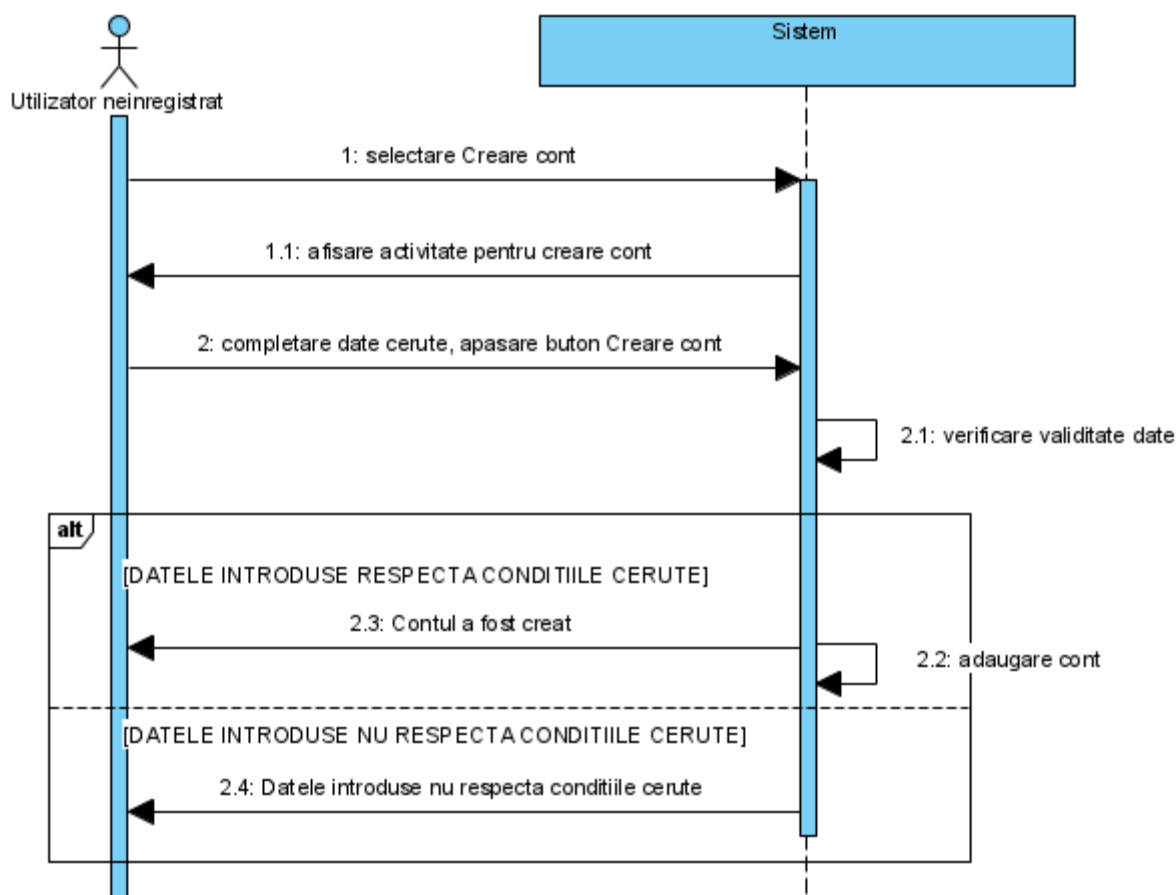 Sistem
Utilizator neinregistrat
1: selectare Creare cont
1.1: afisare activitate pentru creare cont
2: completare date cerute, apasare buton Creare cont
2.1: verificare validitate date
alt
[DATELE INTRODUSE RESPECTA CONDITIILE CERUTE]
2.3: Contul a fost creat
2.2: adaugare cont
[DATELE INTRODUSE NU RESPECTA CONDITIILE CERUTE]
2.4: Datele introduse nu respecta conditiile cerute